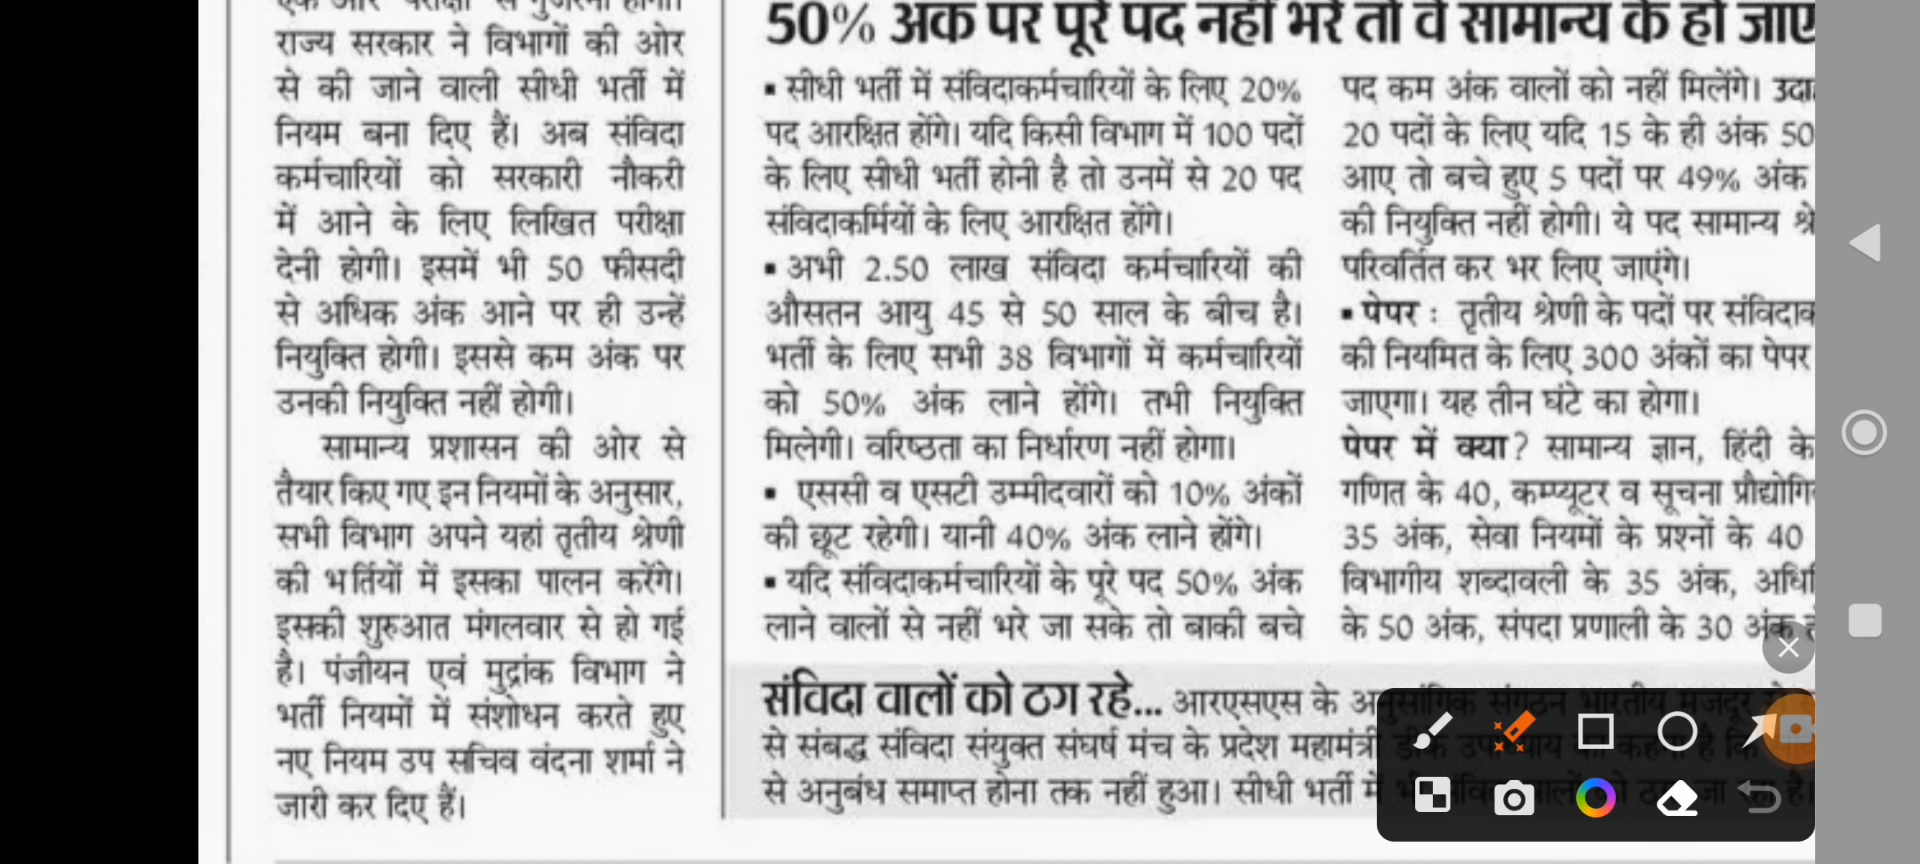 राज्य सरकार ने विभागों की ओर
से की जाने वाली सीधी भर्ती में
नियम बना दिए हैं। अब संविदा
कर्मचारियों को सरकारी नौकरी
में आने के लिए लिखित परीक्षा
देनी होगी। इसमें भी 50 फीसदी
से अधिक अंक आने पर ही उन्हें
नियुक्ति होगी। इससे कम अंक पर
उनकी नियुक्ति नहीं होगी।
सामान्य प्रशासन की ओर से
तैयार किए गए इन नियमों के अनुसार,
सभी विभाग अपने यहां तृतीय श्रेणी
की भर्तियों में इसका पालन करेंगे।
इसकी शुरुआत मंगलवार से हो गई
है। पंजीयन एवं मुद्रांक विभाग ने
भर्ती नियमों में संशोधन करते हुए
नए नियम उप सचिव वंदना शर्मा ने
जारी कर दिए हैं।
50% अंक पर पूरे पद नहीं भरे तो वे सामान्य के हो जाए
▪ सीधी भर्ती में संविदाकर्मचारियों के लिए 20%
पद आरक्षित होंगे। यदि किसी विभाग में 100 पदों
के लिए सीधी भर्ती होनी है तो उनमें से 20 पद
संविदाकर्मियों के लिए आरक्षित होंगे।
▪ अभी 2.50 लाख संविदा कर्मचारियों की
औसतन आयु 45 से 50 साल के बीच है।
भर्ती के लिए सभी 38 विभागों में कर्मचारियों
को 50% अंक लाने होंगे। तभी नियुक्ति
मिलेगी। वरिष्ठता का निर्धारण नहीं होगा।
▪ एससी व एसटी उम्मीदवारों को 10% अंकों
की छूट रहेगी। यानी 40% अंक लाने होंगे।
▪ यदि संविदाकर्मचारियों के पूरे पद 50% अंक
लाने वालों से नहीं भरे जा सके तो बाकी बचे
पद कम अंक वालों को नहीं मिलेंगे। उदा
20 पदों के लिए यदि 15 के ही अंक 50
आए तो बचे हुए 5 पदों पर 49% अंक
की नियुक्ति नहीं होगी। ये पद सामान्य श्रे
परिवर्तित कर भर लिए जाएंगे।
▪ पेपर : तृतीय श्रेणी के पदों पर संविदाक
की नियमित के लिए 300 अंकों का पेपर
जाएगा। यह तीन घंटे का होगा।
पेपर में क्या? सामान्य ज्ञान, हिंदी के
गणित के 40, कम्प्यूटर व सूचना प्रौद्योगि
35 अंक, सेवा नियमों के प्रश्नों के 40
विभागीय शब्दावली के 35 अंक, अधि
के 50 अंक, संपदा प्रणाली के 30 अंक
संविदा वालों को ठग रहे... आरएसएस के अनुसांगिक संगठन भारतीय मजदूर
से संबद्ध संविदा संयुक्त संघर्ष मंच के प्रदेश महामंत्री का कहना है कि
से अनुबंध समाप्त होना तक नहीं हुआ। सीधी भर्ती में